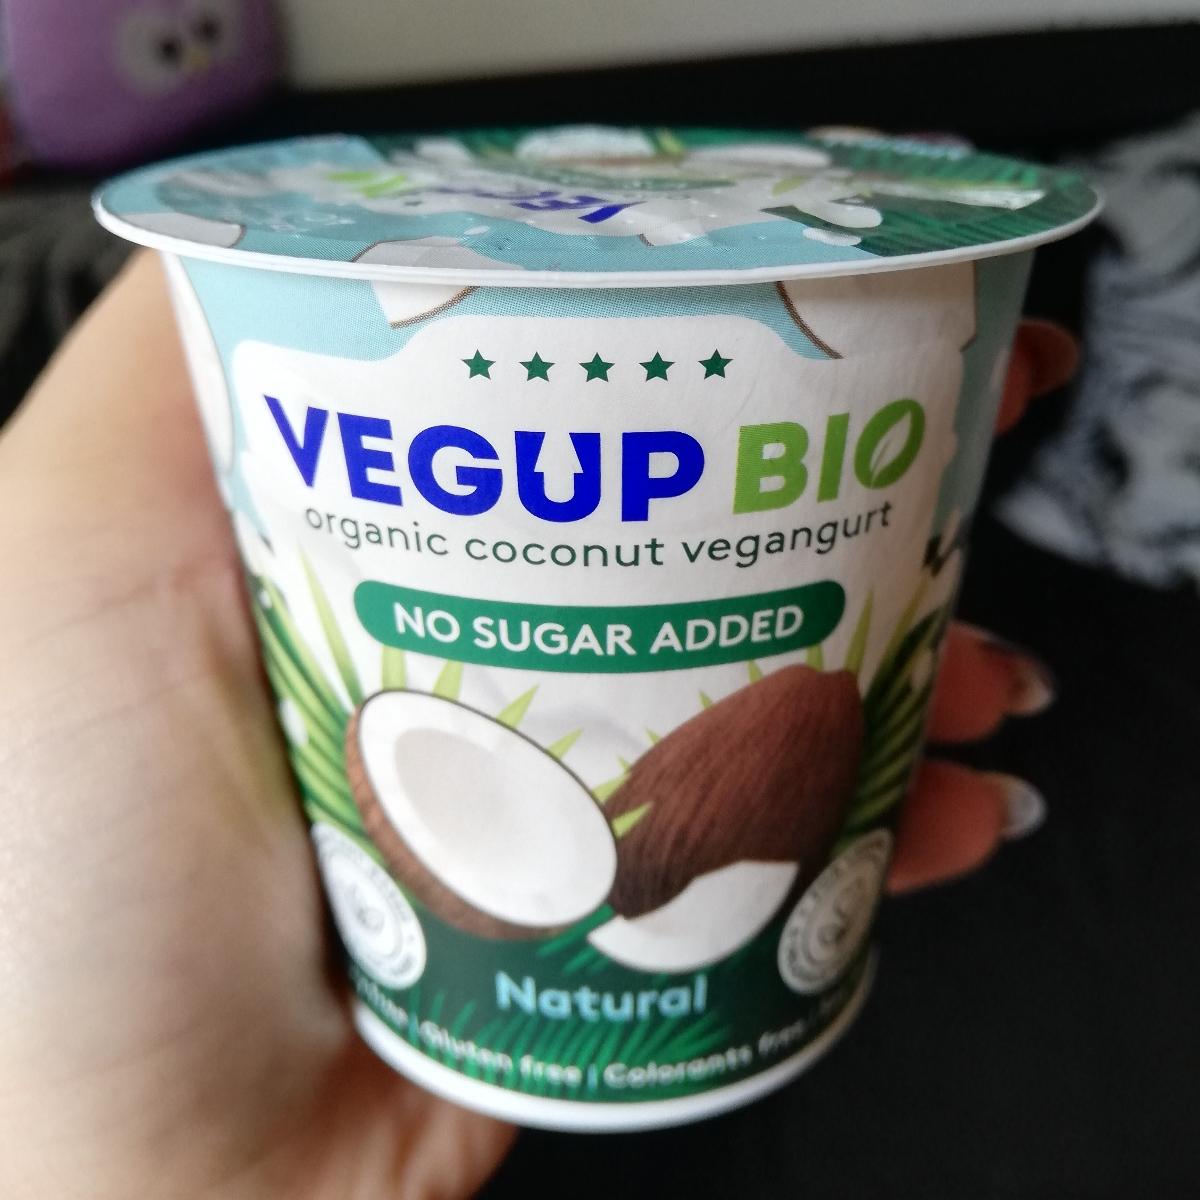 VEGUP BIO
organic coconut vegangurt
NO SUGAR ADDED
Natural
Gluten free | Colorants free